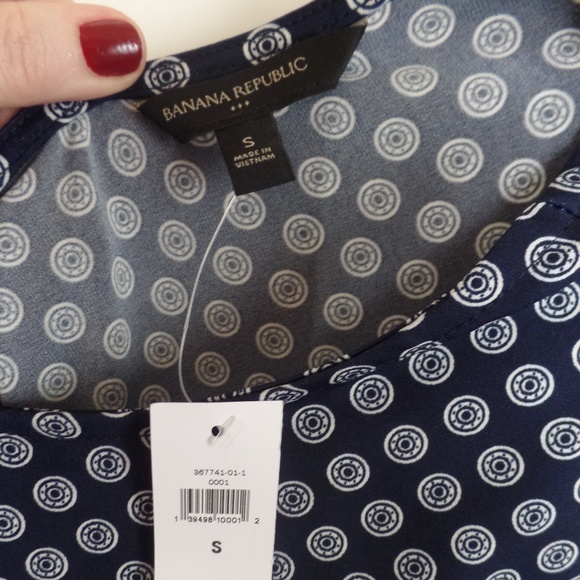 BANANA REPUBLIC
S
MADE IN
VIETNAM
367741-01-1
0001
1 39498 10001 2
S